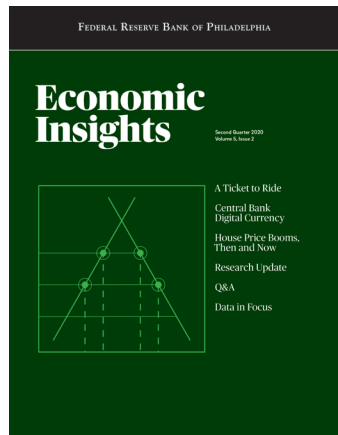 FEDERAL RESERVE BANK OF PHILADELPHIA
Economic
Insights
Second Quarter 2020
Volume 5, Issue 2
A Ticket to Ride
Central Bank
Digital Currency
House Price Booms,
Then and Now
Research Update
Q&A
Data in Focus